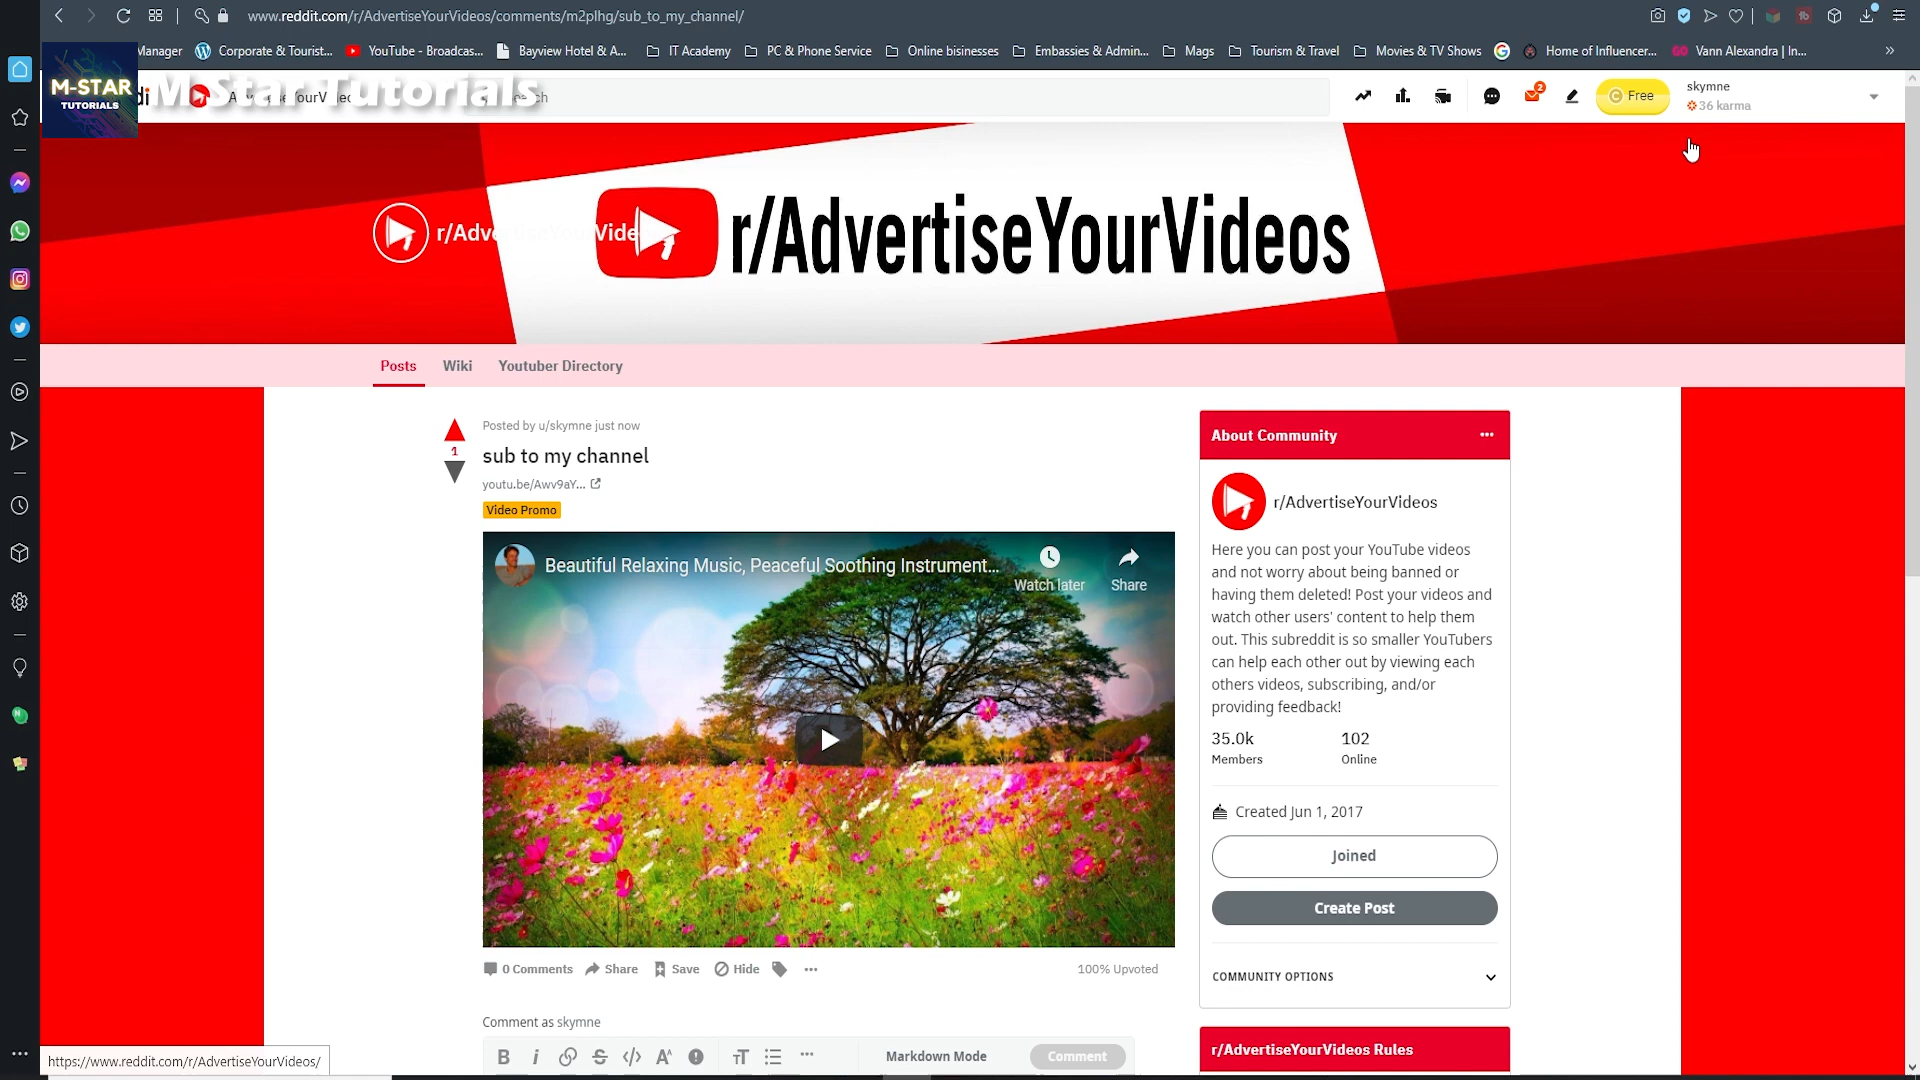 www.reddit.com/r/AdvertiseYourVideos/comments/m2plhg/sub_to_my_channel/
Manager
Corporate & Tourist...
YouTube - Broadcas...
Bayview Hotel & A...
IT Academy
PC & Phone Service
Online bisinesses
Embassies & Admin...
Mags
Tourism & Travel
Movies & TV Shows
Home of Influencer...
Vann Alexandra | In...
M-STAR
TUTORIALS
M-Star Tutorials
2
Free
skymne
36 karma
r/AdvertiseYourVideos
Posts
Wiki
Youtuber Directory
1
Posted by u/skymne just now
sub to my channel
youtu.be/Awv9aY...
Video Promo
Beautiful Relaxing Music, Peaceful Soothing Instrument...
Watch later
Share
0 Comments
Share
Save
Hide
100% Upvoted
Comment as skymne
Markdown Mode
Comment
About Community
r/AdvertiseYourVideos
Here you can post your YouTube videos
and not worry about being banned or
having them deleted! Post your videos and
watch other users' content to help them
out. This subreddit is so smaller YouTubers
can help each other out by viewing each
others videos, subscribing, and/or
providing feedback!
35.0k
Members
102
Online
Created Jun 1, 2017
Joined
Create Post
COMMUNITY OPTIONS
r/AdvertiseYourVideos Rules
https://www.reddit.com/r/AdvertiseYourVideos/